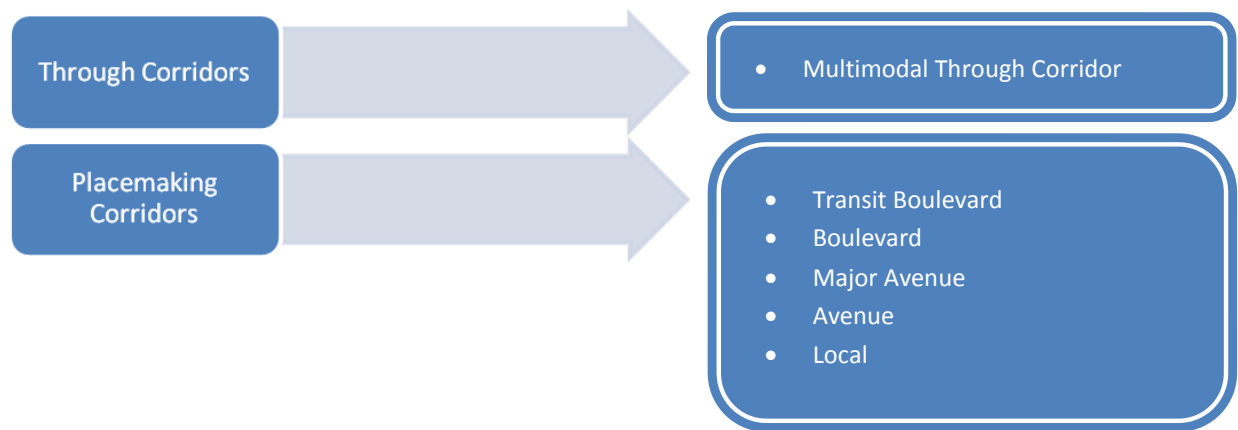 Through Corridors
• Multimodal Through Corridor
Placemaking
Corridors
• Transit Boulevard
• Boulevard
• Major Avenue
• Avenue
• Local